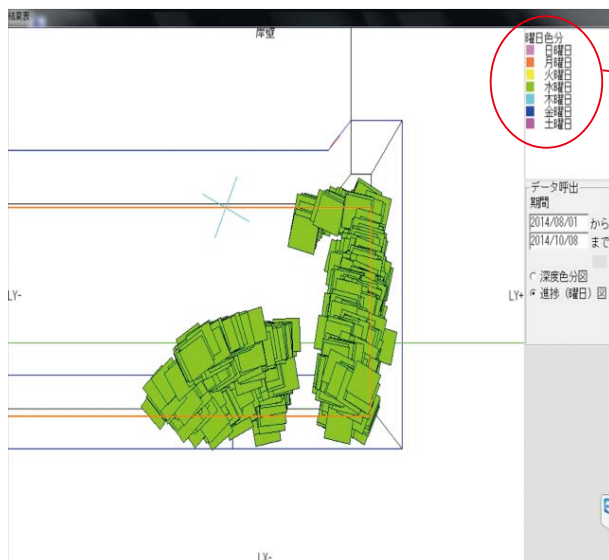 結果表
岸壁
曜日色分
日曜日
月曜日
火曜日
水曜日
木曜日
金曜日
土曜日
データ呼出
期間
2014/08/01 から
2014/10/08 まで
深度色分図
進捗（曜日）図
LY-
LY+
LX-